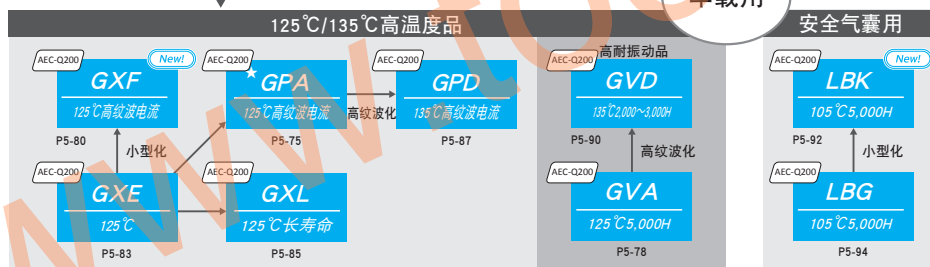 车载用
125℃/135℃高温度品
安全气囊用
高耐振动品
AEC-Q200
New!
GXF
125℃高纹波电流
P5-80
AEC-Q200
★
GPA
125℃高纹波电流
P5-75
高纹波化
AEC-Q200
GPD
135℃高纹波电流
P5-87
AEC-Q200
GVD
135℃2,000~3,000H
P5-90
AEC-Q200
New!
LBK
105℃5,000H
P5-92
小型化
高纹波化
小型化
AEC-Q200
GXE
125℃
P5-83
AEC-Q200
GXL
125℃长寿命
P5-85
AEC-Q200
GVA
125℃5,000H
P5-78
AEC-Q200
LBG
105℃5,000H
P5-94